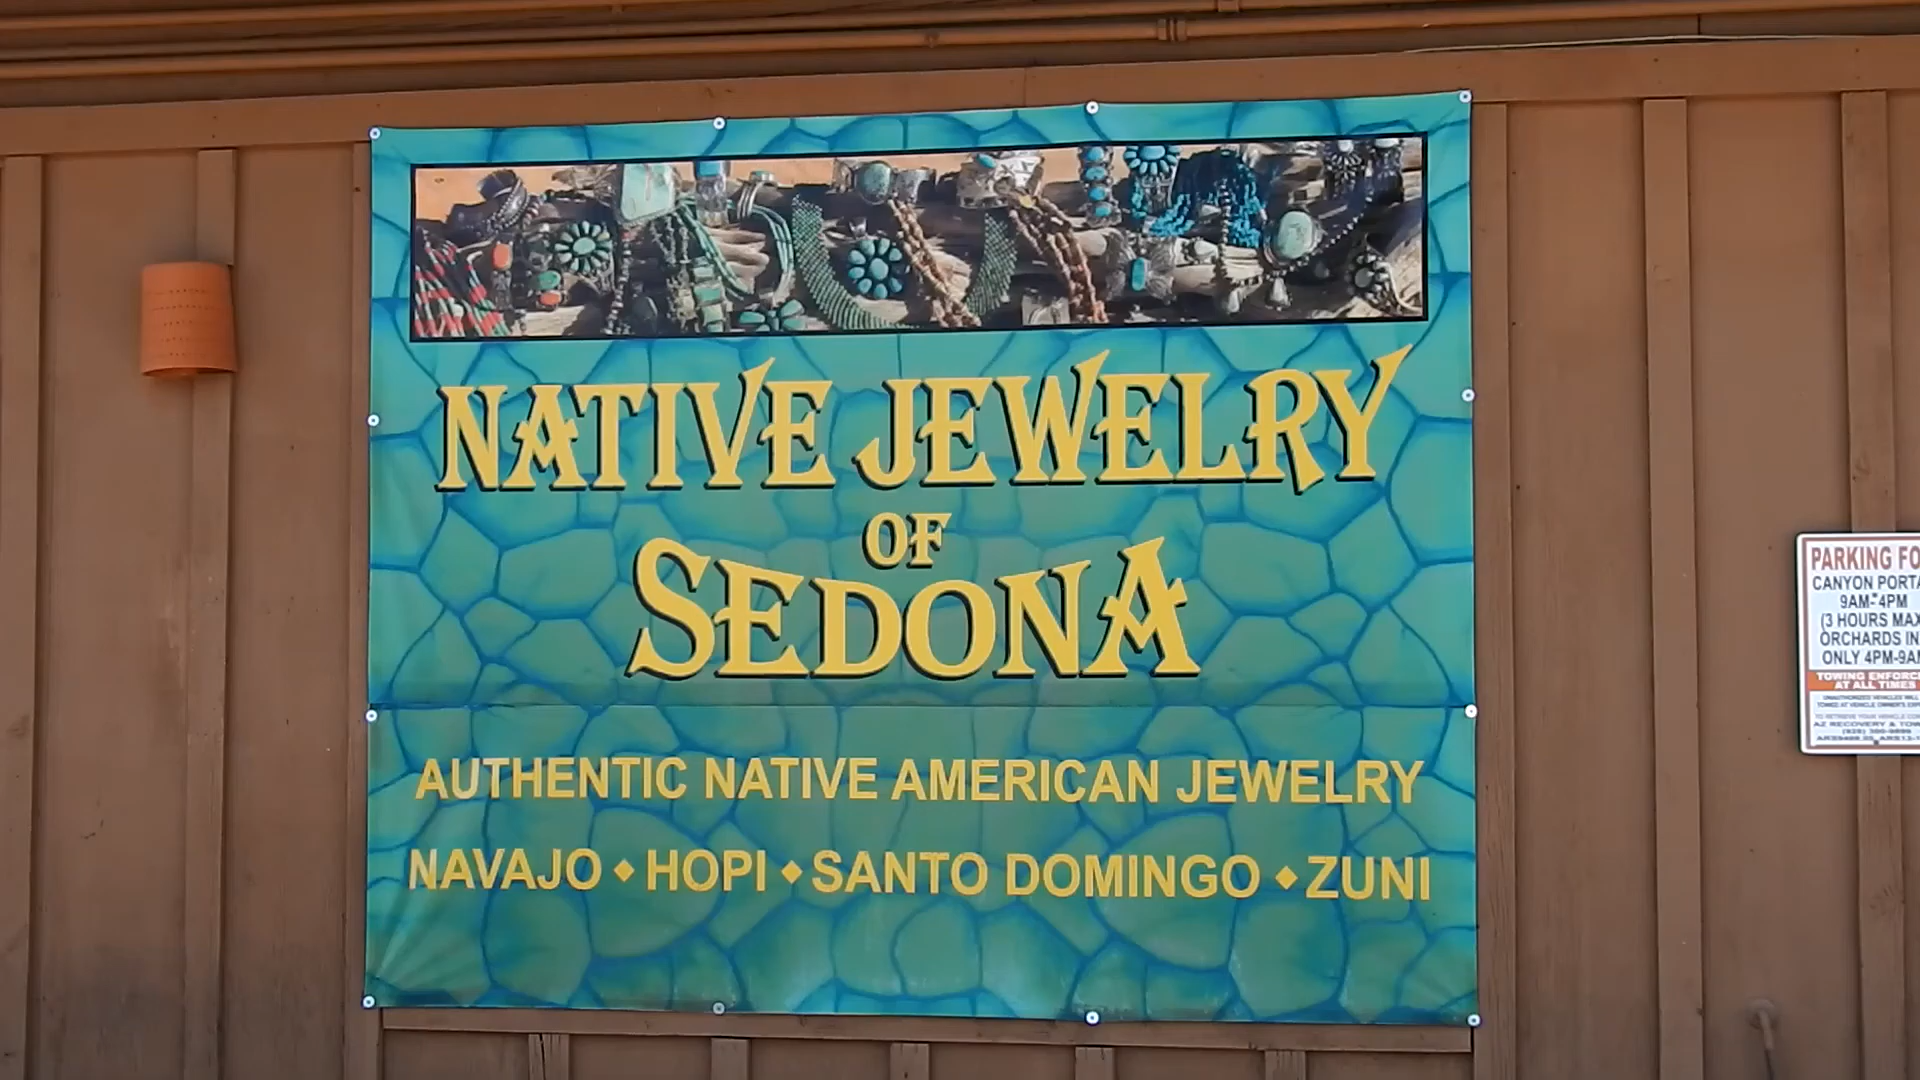 NATIVE JEWELRY
OF
SEDONA
AUTHENTIC NATIVE AMERICAN JEWELRY
NAVAJO ◆ HOPI ◆ SANTO DOMINGO ◆ ZUNI
PARKING FO
CANYON PORTA
9AM-4PM
(3 HOURS MAX
ORCHARDS IN
ONLY 4PM-9AM
TOWING ENFORCE
AT ALL TIMES